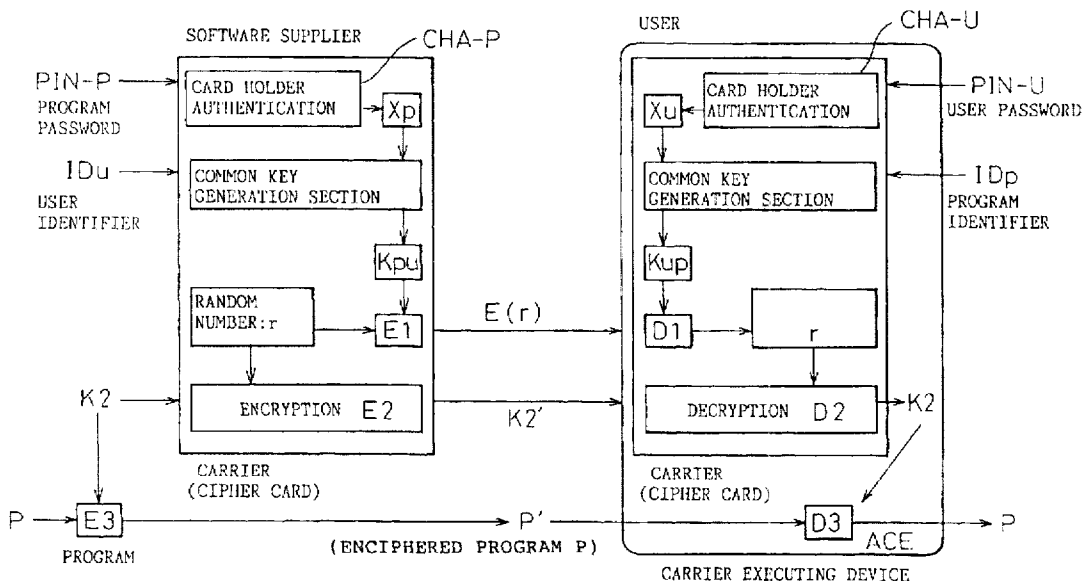 SOFTWARE SUPPLIER
CHA-P
PIN-P
PROGRAM
PASSWORD
CARD HOLDER
AUTHENTICATION
Xp
IDu
USER
IDENTIFIER
COMMON KEY
GENERATION SECTION
Kpu
RANDOM
NUMBER:r
E1
E(r)
K2
ENCRYPTION E2
K2'
CARRIER
(CIPHER CARD)
P
E3
PROGRAM
P'
(ENCIPHERED PROGRAM P)
USER
CHA-U
Xu
CARD HOLDER
AUTHENTICATION
PIN-U
USER PASSWORD
COMMON KEY
GENERATION SECTION
IDp
PROGRAM
IDENTIFIER
Kup
D1
r
DECRYPTION D2
K2
CARRTER
(CIPHER CARD)
D3
ACE
P
CARRIER EXECUTING DEVICE